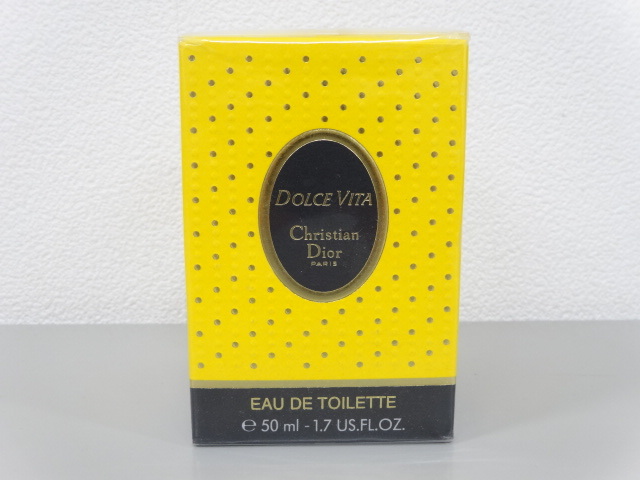 DOLCE VITA
Christian
Dior
PARIS
EAU DE TOILETTE
℮ 50 ml - 1.7 US.FL.OZ.